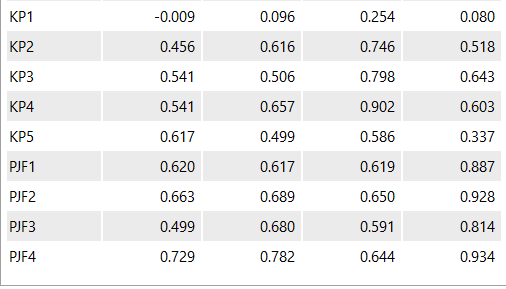 KP1 -0.009 0.096 0.254 0.080
KP2 0.456 0.616 0.746 0.518
KP3 0.541 0.506 0.798 0.643
KP4 0.541 0.657 0.902 0.603
KP5 0.617 0.499 0.586 0.337
PJF1 0.620 0.617 0.619 0.887
PJF2 0.663 0.689 0.650 0.928
PJF3 0.499 0.680 0.591 0.814
PJF4 0.729 0.782 0.644 0.934